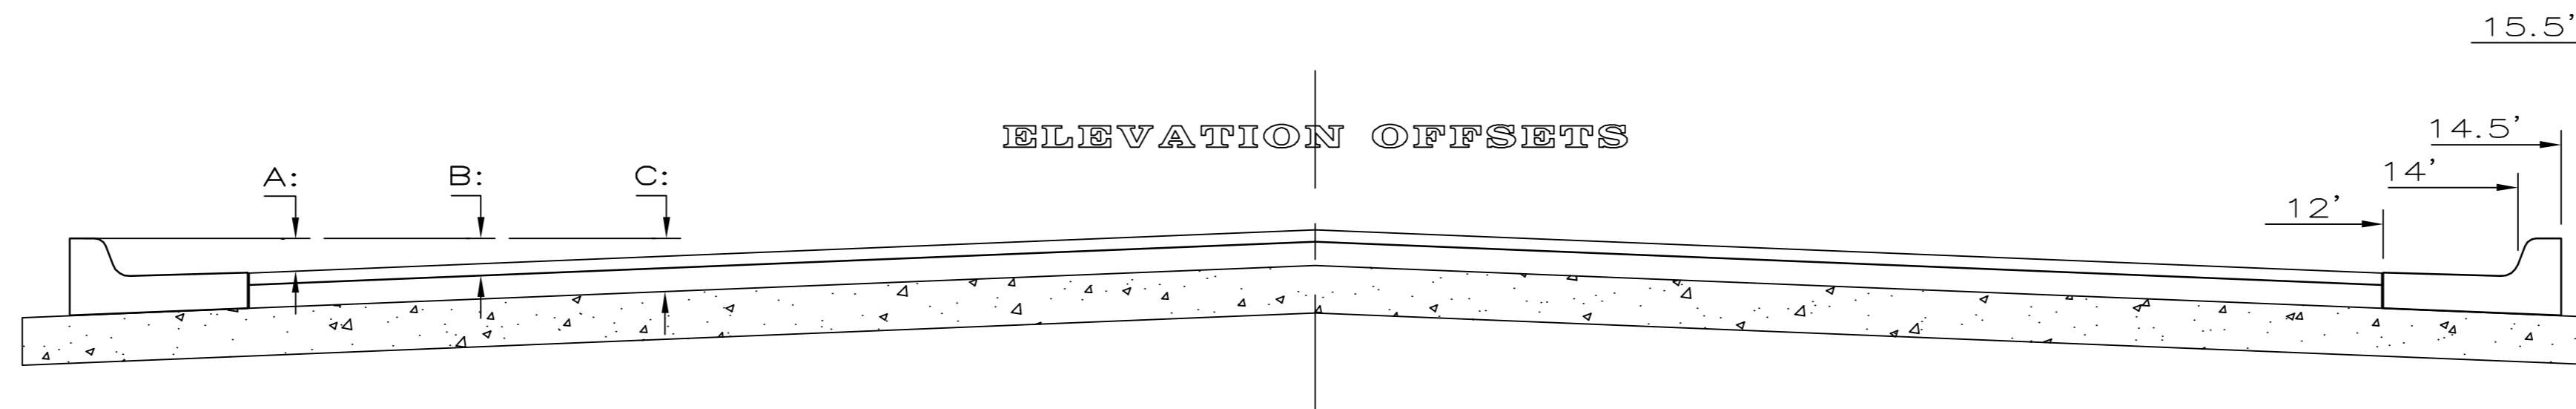 15.5’
ELEVATION OFFSETS
14.5’
14’
A:
B:
C:
12’